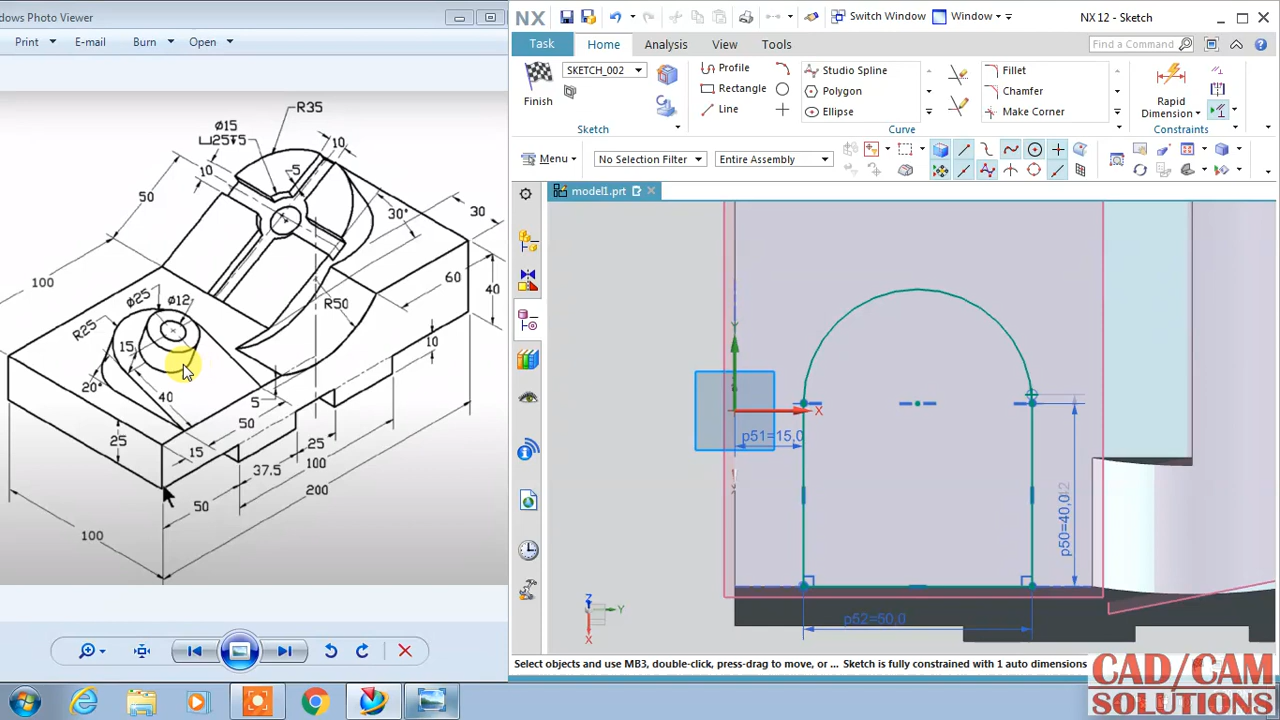 ndows Photo Viewer
Print
E-mail
Burn
Open
NX
Switch Window
Window
NX 12 - Sketch
Task
Home
Analysis
View
Tools
Find a Command
Finish
SKETCH_002
Sketch
Profile
Rectangle
Line
Studio Spline
Polygon
Ellipse
Curve
Fillet
Chamfer
Make Corner
Rapid
Dimension
Constraints
Menu
No Selection Filter
Entire Assembly
model1.prt
R35
Ø15
⌴25↧5
10
10
5
50
30°
30
100
60
40
R50
Ø25
Ø12
R25
15
20°
40
10
5
50
25
15
25
37.5
100
50
200
100
Y
X
p51=15,0
p50=40,0
p52=50,0
Z
Y
X
Select objects and use MB3, double-click, press-drag to move, or ... Sketch is fully constrained with 1 auto dimensions
CAD/CAM
SOLUTIONS